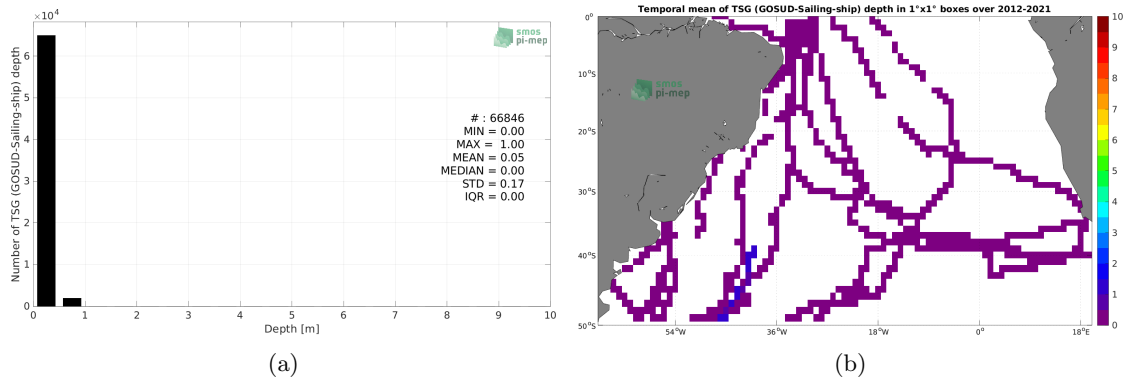 ×10⁴
6
5
4
3
2
1
0
Number of TSG (GOSUD-Sailing-ship) depth
smos
pi-mep
# : 66846
MIN = 0.00
MAX = 1.00
MEAN = 0.05
MEDIAN = 0.00
STD = 0.17
IQR = 0.00
0 1 2 3 4 5 6 7 8 9 10
Depth [m]
(a)
Temporal mean of TSG (GOSUD-Sailing-ship) depth in 1°x1° boxes over 2012-2021
0°
10°S
20°S
30°S
40°S
50°S
smos
pi-mep
54°W 36°W 18°W 0° 18°E
10
9
8
7
6
5
4
3
2
1
0
(b)